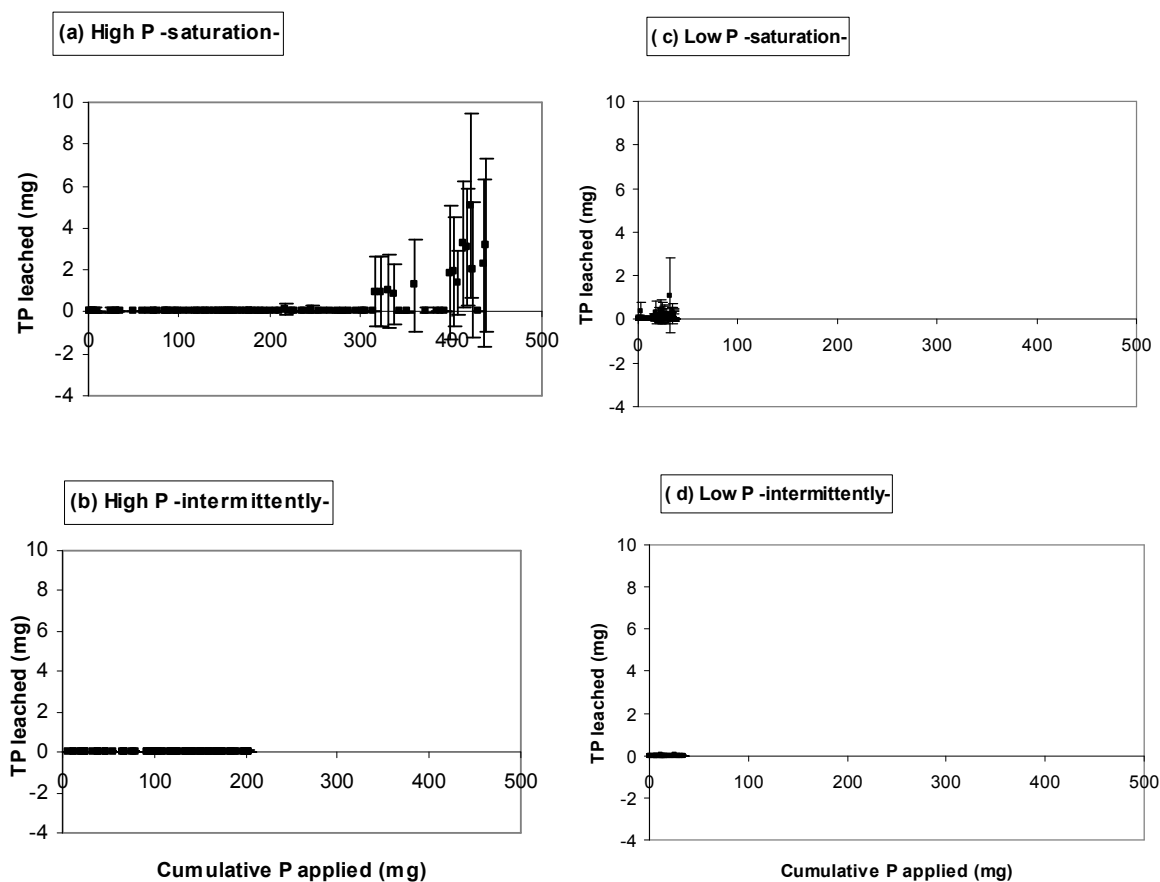 (a) High P -saturation-
10
8
6
4
2
0
-2
-4
0 100 200 300 400 500
TP leached (mg)
( c) Low P -saturation-
10
8
6
4
2
0
-2
-4
0 100 200 300 400 500
TP leached (mg)
(b) High P -intermittently-
10
8
6
4
2
0
-2
-4
0 100 200 300 400 500
TP leached (mg)
Cumulative P applied (mg)
( d) Low P -intermittently-
10
8
6
4
2
0
-2
-4
0 100 200 300 400 500
TP leached (mg)
Cumulative P applied (mg)